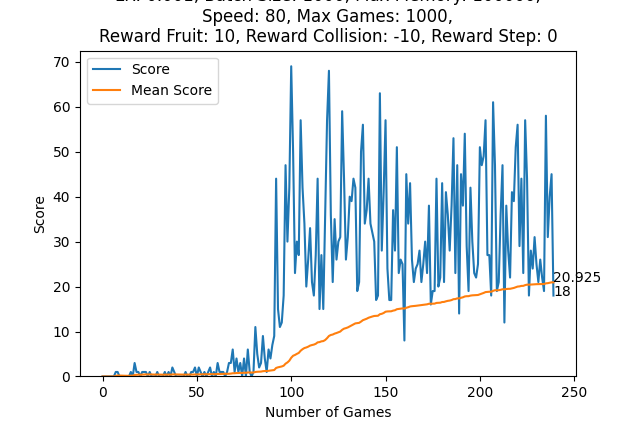 Speed: 80, Max Games: 1000,
Reward Fruit: 10, Reward Collision: -10, Reward Step: 0
Score
Mean Score
70
60
50
40
30
20
10
0
Score
20.925
18
0 50 100 150 200 250
Number of Games